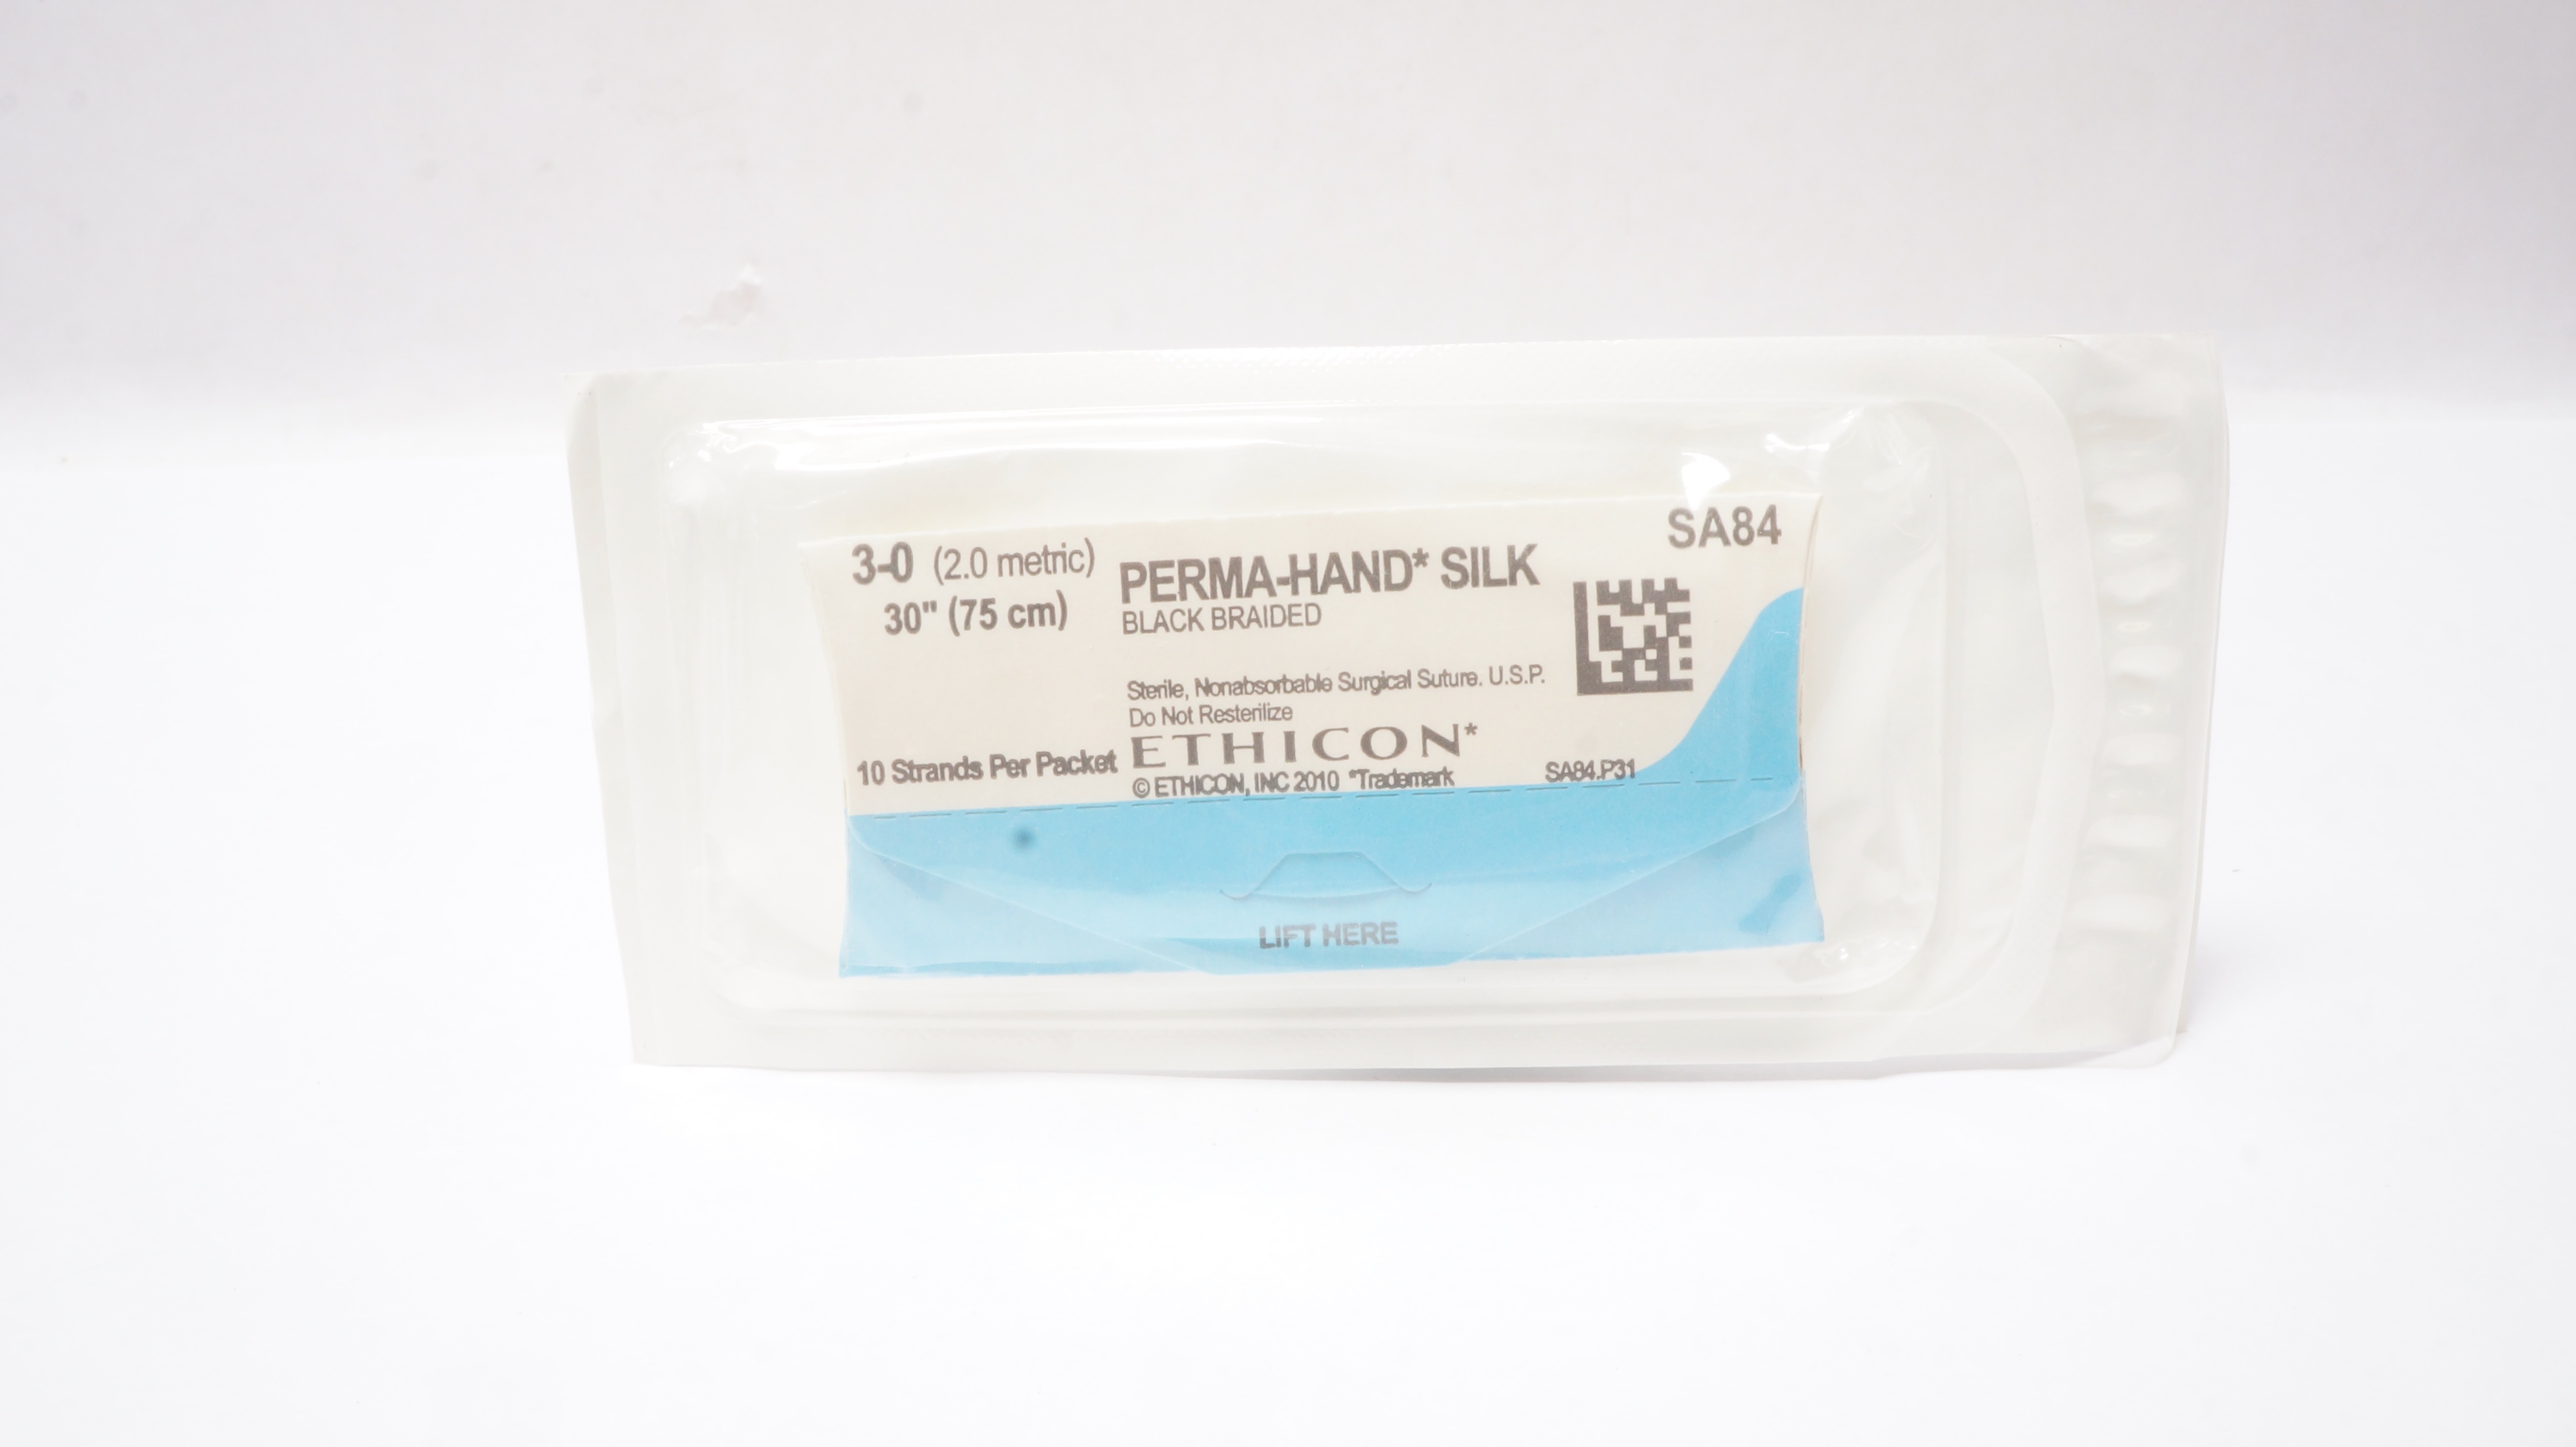 3-0 (2.0 metric)
30" (75 cm)
10 Strands Per Packet
PERMA-HAND* SILK
BLACK BRAIDED
Sterile, Nonabsorbable Surgical Suture. U.S.P.
Do Not Resterilize
ETHICON*
© ETHICON, INC 2010 *Trademark
SA84
SA84.P31
LIFT HERE